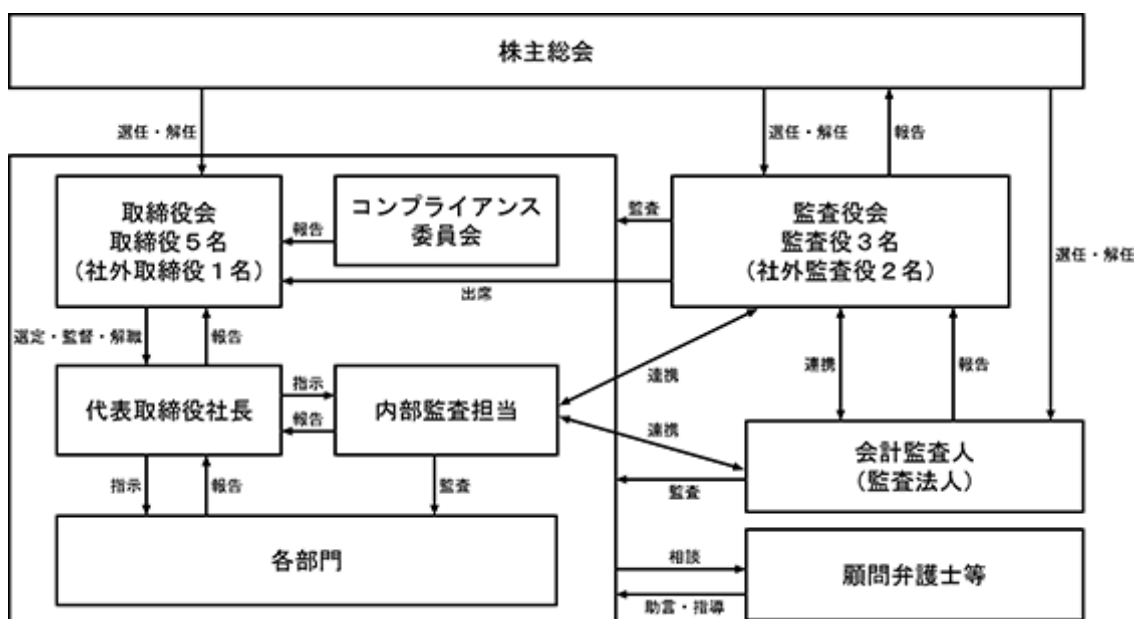 株主総会
選任・解任
選任・解任
報告
選任・解任
取締役会
取締役5名
(社外取締役1名)
報告
コンプライアンス
委員会
監査
監査役会
監査役3名
(社外監査役2名)
出席
選定・監督・解職
報告
連携
連携
報告
代表取締役社長
指示
報告
内部監査担当
連携
会計監査人
(監査法人)
監査
指示
報告
監査
各部門
相談
助言・指導
顧問弁護士等